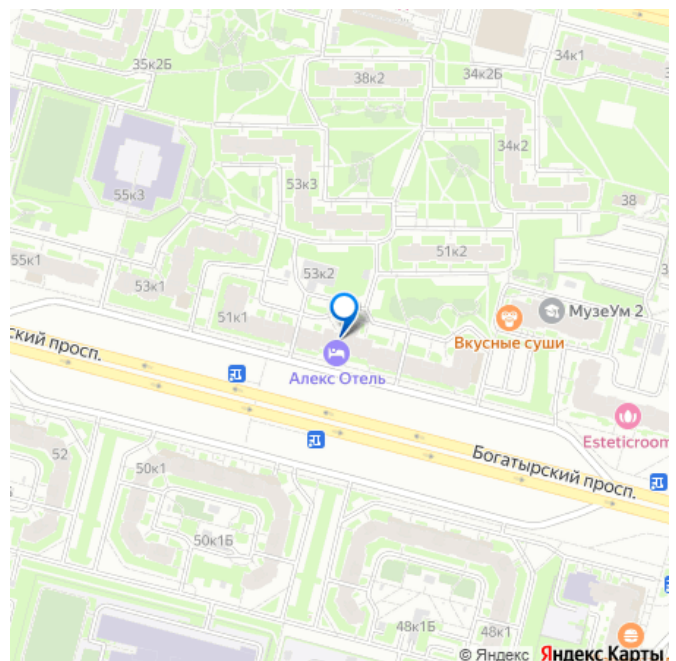 35к2Б
38к2
34к2Б
34к1
34к2
55к3
53к3
38
51к2
55к1
53к1
53к2
51к1
МузеУм 2
Вкусные суши
ский просп.
Алекс Отель
Esteticroom
Богатырский просп.
52
50к1
50к1Б
48к1Б
48к1
© Яндекс Яндекс Карты